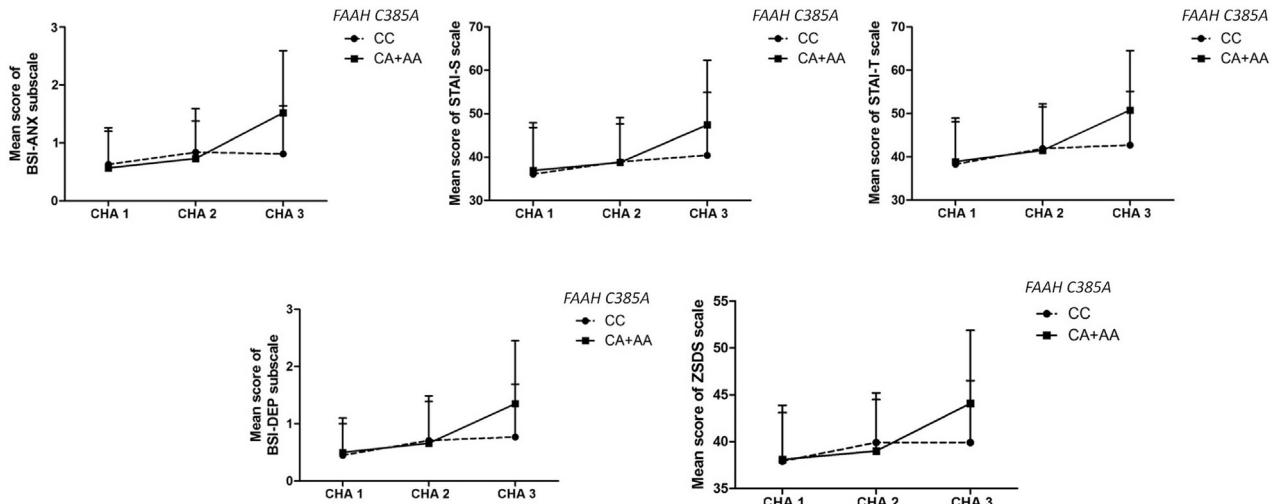 FAAH C385A
CC
CA+AA
Mean score of
BSI-ANX subscale
3
2
1
0
CHA 1 CHA 2 CHA 3
FAAH C385A
CC
CA+AA
Mean score of STAI-S scale
70
60
50
40
30
CHA 1 CHA 2 CHA 3
FAAH C385A
CC
CA+AA
Mean score of STAI-T scale
70
60
50
40
30
CHA 1 CHA 2 CHA 3
FAAH C385A
CC
CA+AA
Mean score of
BSI-DEP subscale
3
2
1
0
CHA 1 CHA 2 CHA 3
FAAH C385A
CC
CA+AA
Mean score of ZSDS scale
55
50
45
40
35
CHA 1 CHA 2 CHA 3